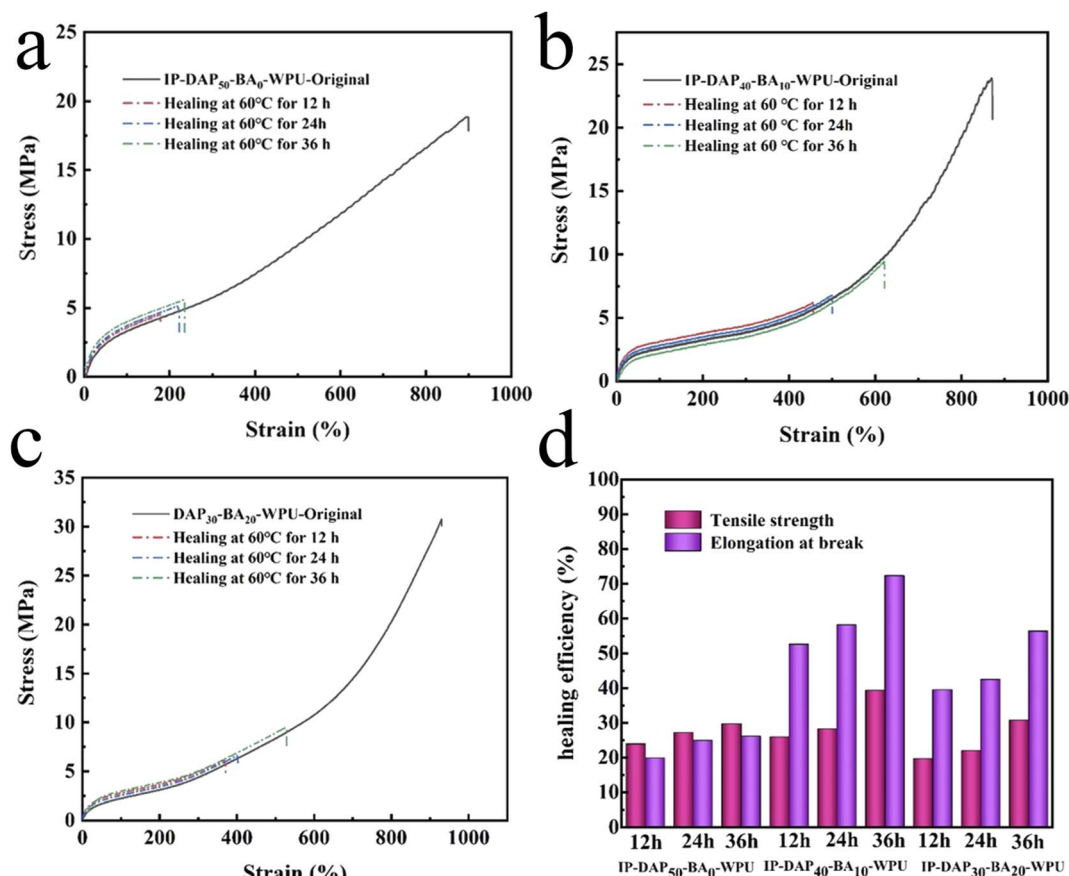 a
25
20
15
10
5
0
Stress (MPa)
IP-DAP50-BA0-WPU-Original
Healing at 60°C for 12 h
Healing at 60°C for 24h
Healing at 60°C for 36 h
0 200 400 600 800 1000
Strain (%)
b
25
20
15
10
5
0
Stress (MPa)
IP-DAP40-BA10-WPU-Original
Healing at 60 °C for 12 h
Healing at 60 °C for 24h
Healing at 60 °C for 36 h
0 200 400 600 800 1000
Strain (%)
c
35
30
25
20
15
10
5
0
Stress (MPa)
DAP30-BA20-WPU-Original
Healing at 60°C for 12 h
Healing at 60°C for 24 h
Healing at 60°C for 36 h
0 200 400 600 800 1000
Strain (%)
d
100
90
80
70
60
50
40
30
20
10
0
healing efficiency (%)
Tensile strength
Elongation at break
12h 24h 36h 12h 24h 36h 12h 24h 36h
IP-DAP50-BA0-WPU IP-DAP40-BA10-WPU IP-DAP30-BA20-WPU